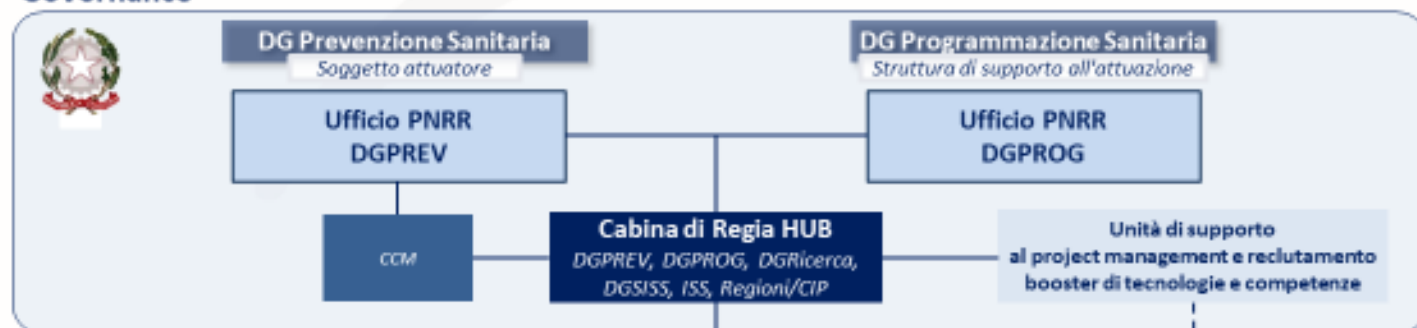 DG Prevenzione Sanitaria
Soggetto attuatore
Ufficio PNRR
DGPREV
DG Programmazione Sanitaria
Struttura di supporto all'attuazione
Ufficio PNRR
DGPROG
CCM
Cabina di Regia HUB
DGPREV, DGPROG, DGRicerca,
DGSISS, ISS, Regioni/CIP
Unità di supporto
al project management e reclutamento
booster di tecnologie e competenze